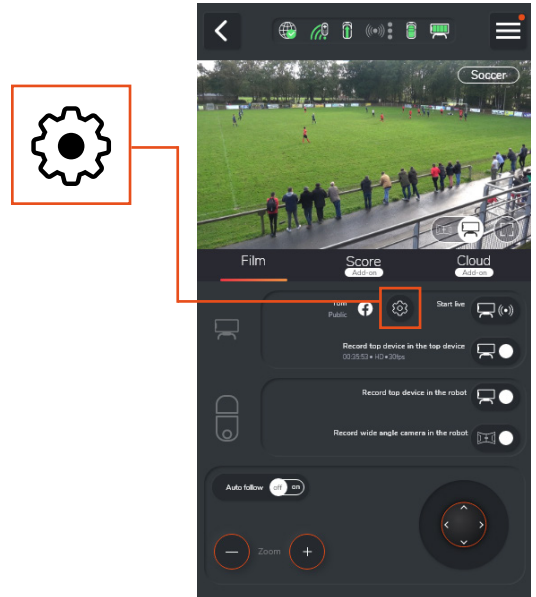 Soccer
Film
Score
Add-on
Cloud
Add-on
Public
Start live
Record top device in the top device
00:35:53 • HD • 30fps
Record top device in the robot
Record wide angle camera in the robot
Auto follow
off
on
Zoom